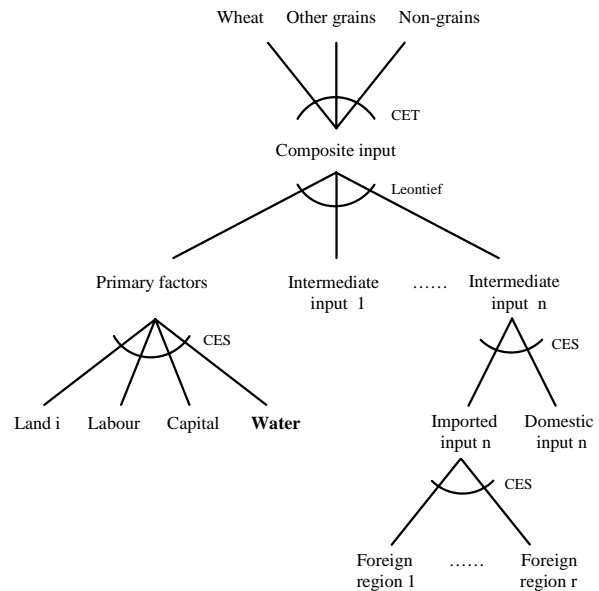 Wheat Other grains Non-grains
CET
Composite input
Leontief
Primary factors
Intermediate
input 1
......
Intermediate
input n
CES
CES
Land i Labour Capital Water
Imported
input n
Domestic
input n
CES
Foreign
region 1
......
Foreign
region r